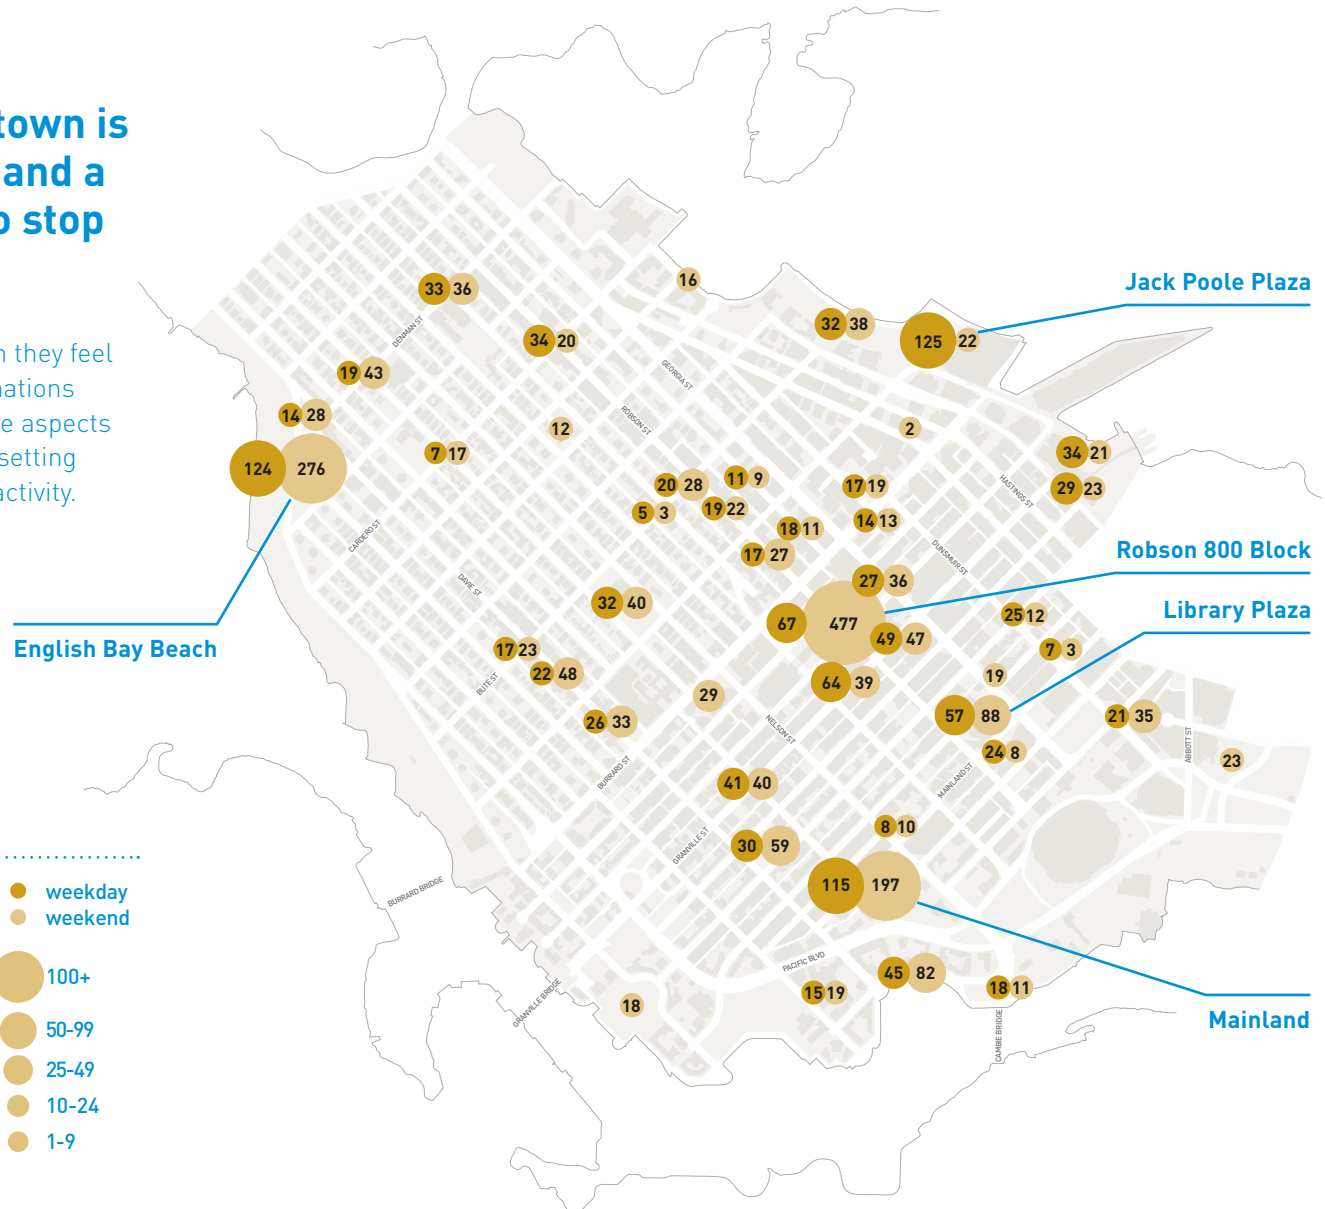 town is
and a
o stop
n they feel
nations
e aspects
setting
activity.
Jack Poole Plaza
Robson 800 Block
Library Plaza
English Bay Beach
Mainland
16
33 36
32 38
125 22
34 20
DENMAN ST
GEORGIA ST
19 43
14 28
ROBSON ST
12
2
7 17
34 21
124 276
20 28
11 9
17 19
29 23
HASTINGS ST
5 3
19 22
14 13
18 11
CARDERO ST
17 27
DUNSMUIR ST
27 36
DAVIE ST
32 40
25 12
67 477
49 47
17 23
7 3
22 48
19
BUTE ST
64 39
29
57 88
21 35
26 33
NELSON ST
ABBOTT ST
24 8
23
BURRARD ST
MAINLAND ST
41 40
8 10
30 59
GRANVILLE ST
115 197
BURRARD BRIDGE
PACIFIC BLVD
45 82
15 19
18 11
GRANVILLE BRIDGE
18
CAMBIE BRIDGE
weekday
weekend
100+
50-99
25-49
10-24
1-9